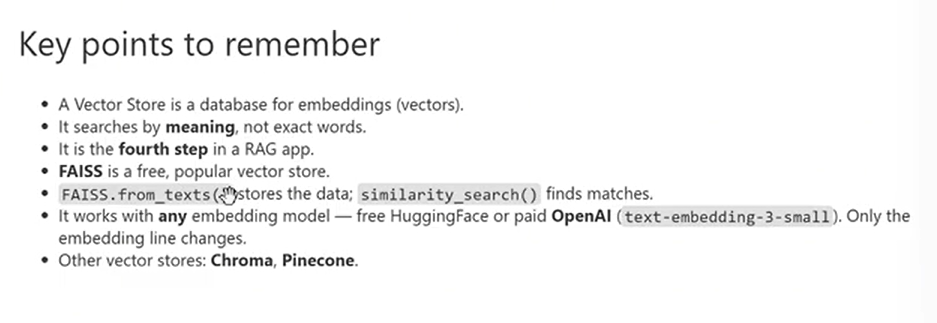 Key points to remember
• A Vector Store is a database for embeddings (vectors).
• It searches by meaning, not exact words.
• It is the fourth step in a RAG app.
• FAISS is a free, popular vector store.
• FAISS.from_texts( stores the data; similarity_search() finds matches.
• It works with any embedding model — free HuggingFace or paid OpenAI (text-embedding-3-small). Only the
embedding line changes.
• Other vector stores: Chroma, Pinecone.